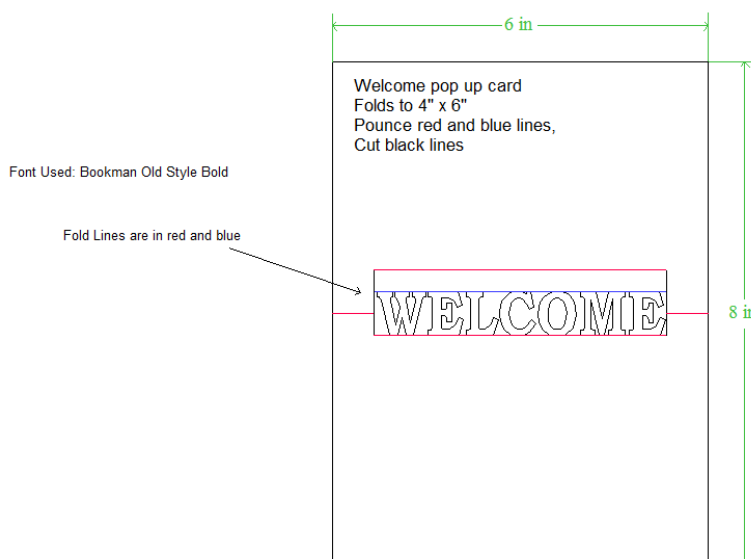 6 in
Welcome pop up card
Folds to 4" x 6"
Pounce red and blue lines,
Cut black lines
Font Used: Bookman Old Style Bold
Fold Lines are in red and blue
WELCOME
8 in